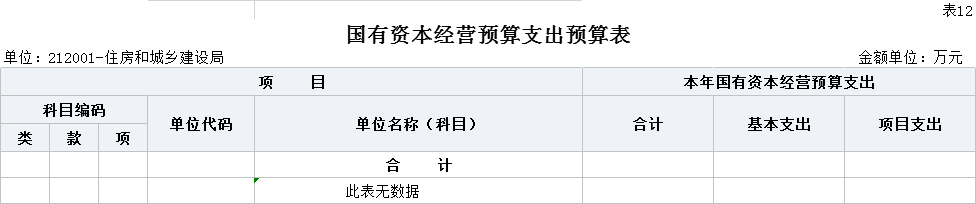 表12
国有资本经营预算支出预算表
单位：212001-住房和城乡建设局 金额单位：万元
项 目 本年国有资本经营预算支出
科目编码 单位代码 单位名称（科目） 合计 基本支出 项目支出
类 款 项
合 计
此表无数据